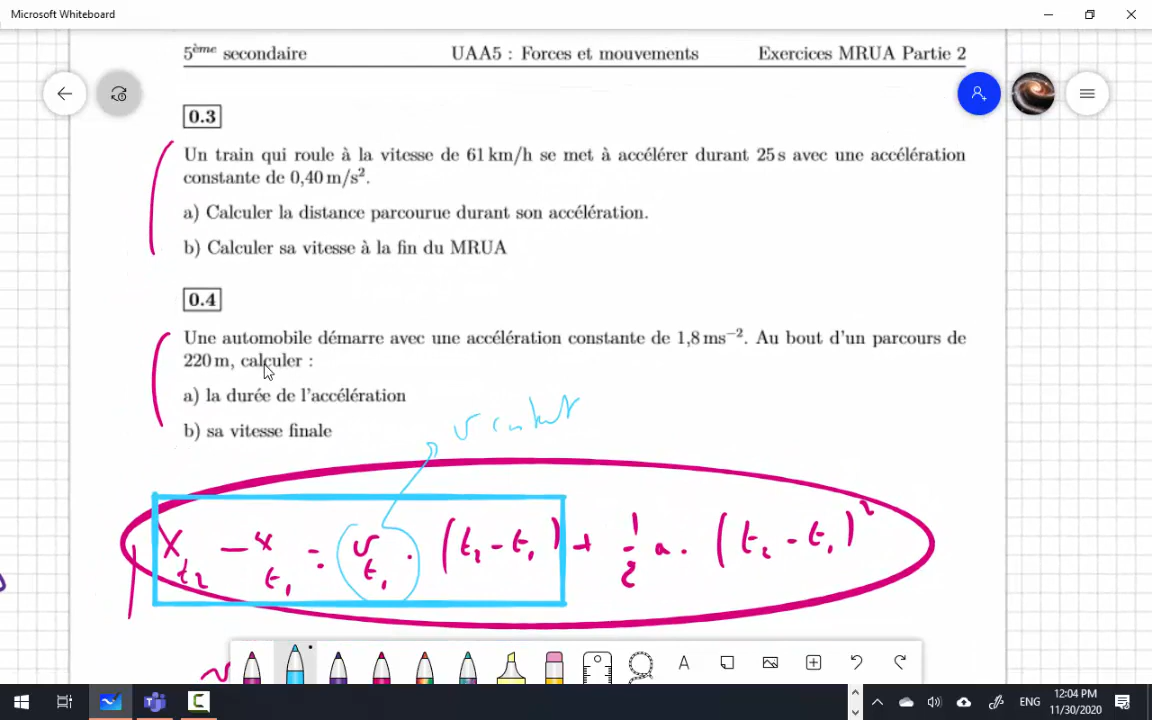 Microsoft Whiteboard
5ème secondaire UAA5 : Forces et mouvements Exercices MRUA Partie 2
0.3
Un train qui roule à la vitesse de 61 km/h se met à accélérer durant 25 s avec une accélération
constante de 0,40 m/s².
a) Calculer la distance parcourue durant son accélération.
b) Calculer sa vitesse à la fin du MRUA
0.4
Une automobile démarre avec une accélération constante de 1,8 ms⁻². Au bout d'un parcours de
220 m, calculer :
a) la durée de l'accélération
b) sa vitesse finale
v constant
X_t₂ - x_t₁ = v_t₁ · (t₂ - t₁) + 1/2 a · (t₂ - t₁)²
A
ENG
12:04 PM
11/30/2020